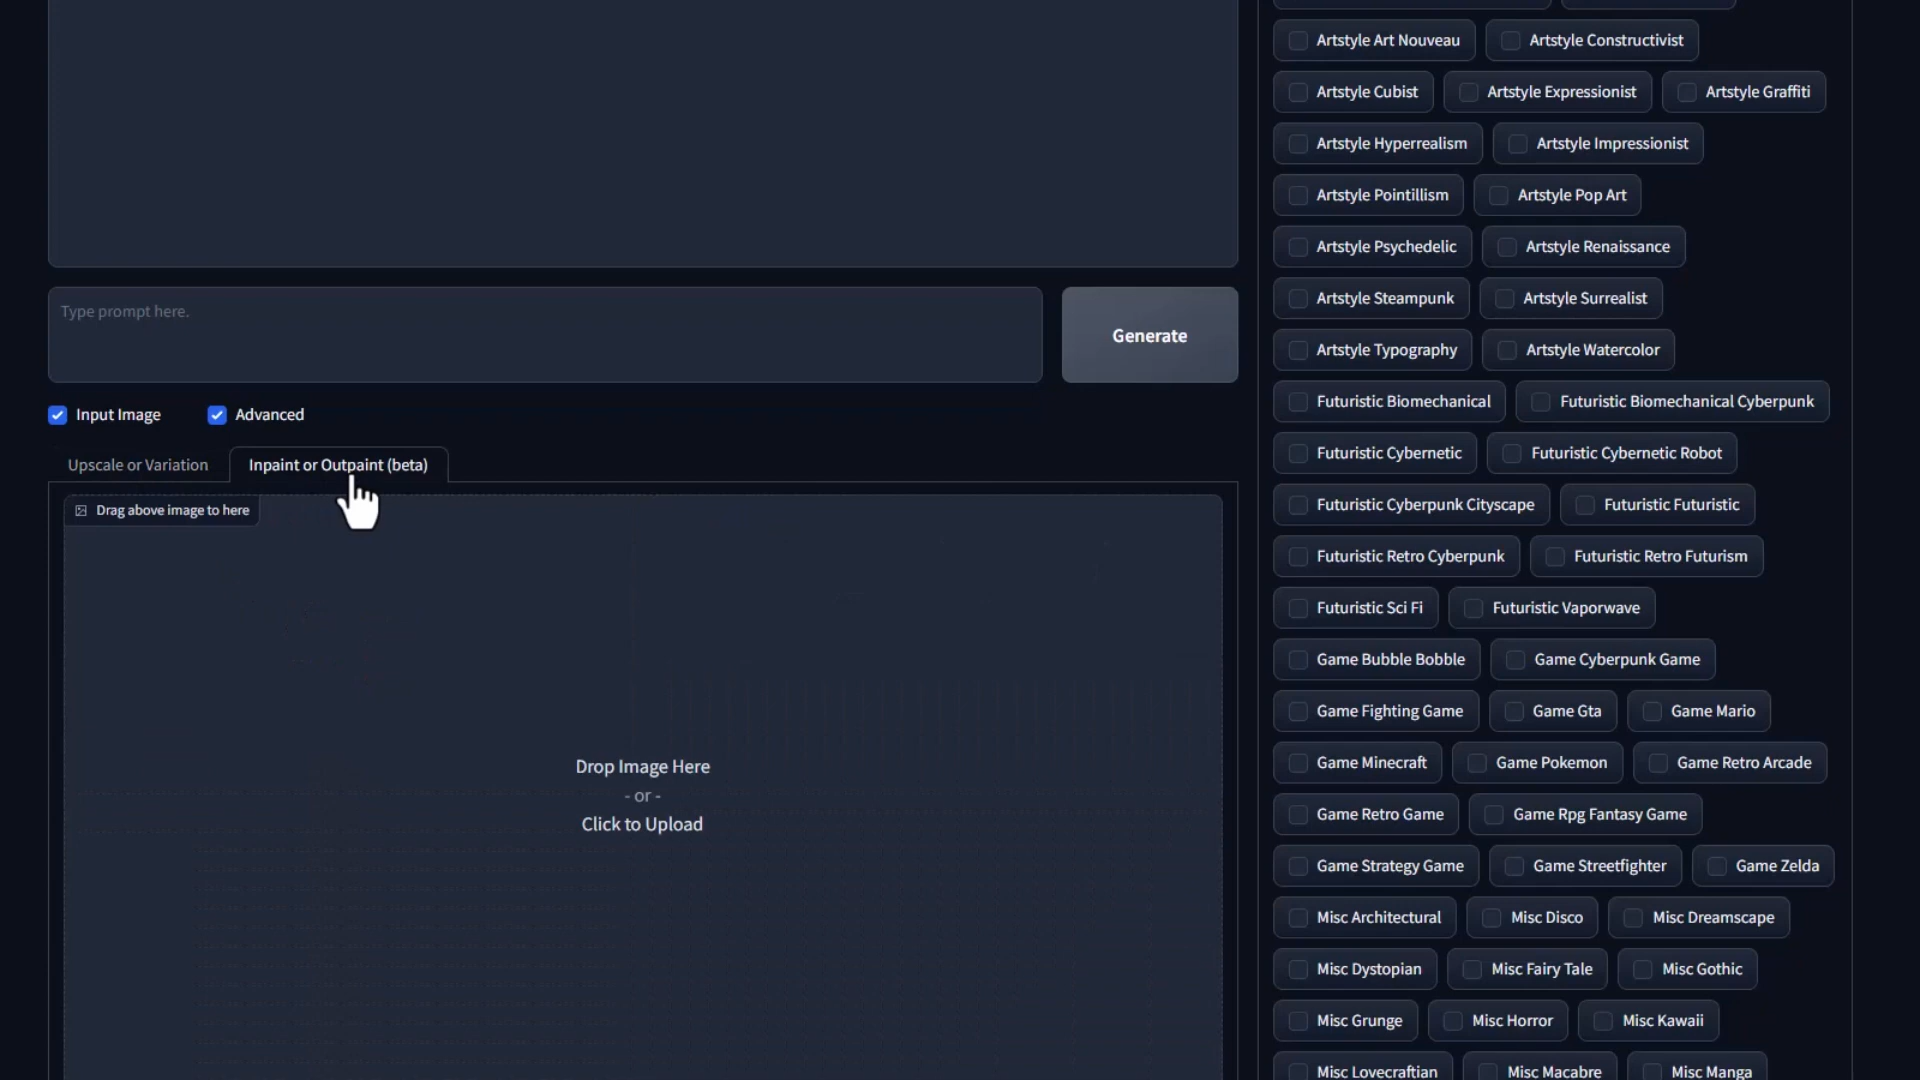 Type prompt here.
Generate
Input Image
Advanced
Upscale or Variation
Inpaint or Outpaint (beta)
Drag above image to here
Drop Image Here
- or -
Click to Upload
Artstyle Art Nouveau
Artstyle Constructivist
Artstyle Cubist
Artstyle Expressionist
Artstyle Graffiti
Artstyle Hyperrealism
Artstyle Impressionist
Artstyle Pointillism
Artstyle Pop Art
Artstyle Psychedelic
Artstyle Renaissance
Artstyle Steampunk
Artstyle Surrealist
Artstyle Typography
Artstyle Watercolor
Futuristic Biomechanical
Futuristic Biomechanical Cyberpunk
Futuristic Cybernetic
Futuristic Cybernetic Robot
Futuristic Cyberpunk Cityscape
Futuristic Futuristic
Futuristic Retro Cyberpunk
Futuristic Retro Futurism
Futuristic Sci Fi
Futuristic Vaporwave
Game Bubble Bobble
Game Cyberpunk Game
Game Fighting Game
Game Gta
Game Mario
Game Minecraft
Game Pokemon
Game Retro Arcade
Game Retro Game
Game Rpg Fantasy Game
Game Strategy Game
Game Streetfighter
Game Zelda
Misc Architectural
Misc Disco
Misc Dreamscape
Misc Dystopian
Misc Fairy Tale
Misc Gothic
Misc Grunge
Misc Horror
Misc Kawaii
Misc Lovecraftian
Misc Macabre
Misc Manga